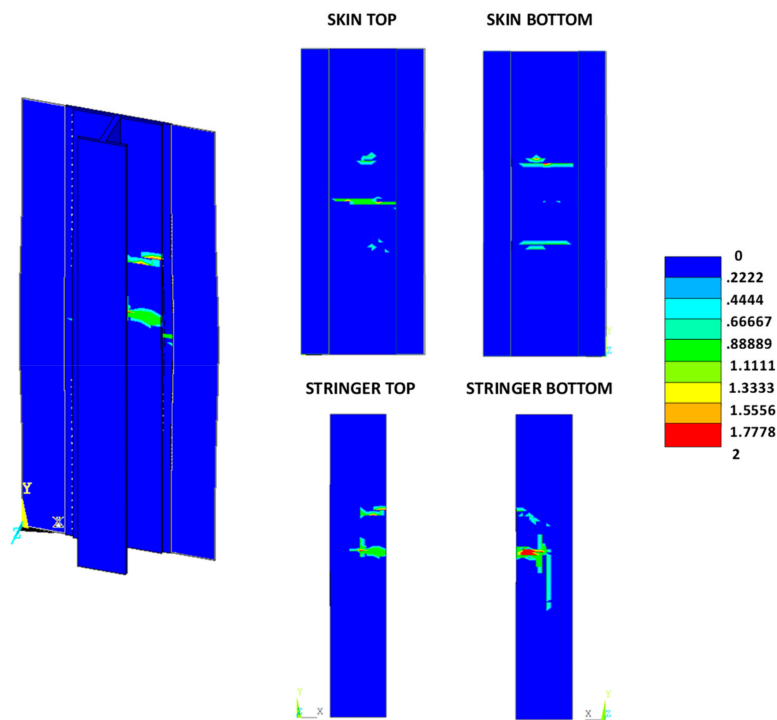 SKIN TOP
SKIN BOTTOM
0
.2222
.4444
.66667
.88889
1.1111
1.3333
1.5556
1.7778
2
STRINGER TOP
STRINGER BOTTOM
Y
X
Z
Z
Y
Z X
Y
X Z